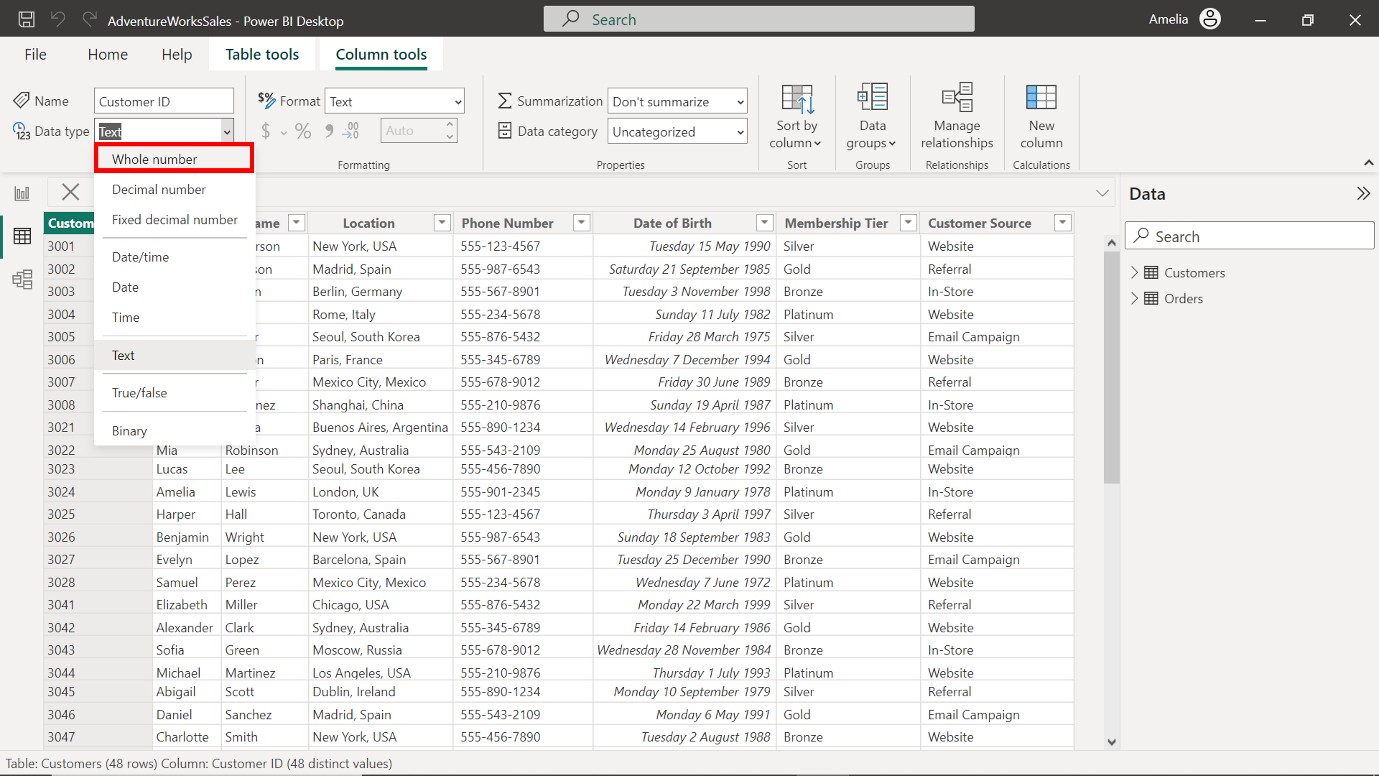 AdventureWorksSales - Power BI Desktop
Search
Amelia
File Home Help Table tools Column tools
Name Customer ID
Data type Text
$% Format Text
$ % 9 .00 Auto
Formatting
Summarization Don't summarize
Data category Uncategorized
Properties
Sort by column
Sort
Data groups
Groups
Manage relationships
Relationships
New column
Calculations
Whole number
Decimal number
Fixed decimal number
Date/time
Date
Time
Text
True/false
Binary
Custom ame Location Phone Number Date of Birth Membership Tier Customer Source
3001 rson New York, USA 555-123-4567 Tuesday 15 May 1990 Silver Website
3002 son Madrid, Spain 555-987-6543 Saturday 21 September 1985 Gold Referral
3003 n Berlin, Germany 555-567-8901 Tuesday 3 November 1998 Bronze In-Store
3004 Rome, Italy 555-234-5678 Sunday 11 July 1982 Platinum Website
3005 r Seoul, South Korea 555-876-5432 Friday 28 March 1975 Silver Email Campaign
3006 on Paris, France 555-345-6789 Wednesday 7 December 1994 Gold Website
3007 r Mexico City, Mexico 555-678-9012 Friday 30 June 1989 Bronze Referral
3008 nez Shanghai, China 555-210-9876 Sunday 19 April 1987 Platinum In-Store
3021 a Buenos Aires, Argentina 555-890-1234 Wednesday 14 February 1996 Silver Website
3022 Mia Robinson Sydney, Australia 555-543-2109 Monday 25 August 1980 Gold Email Campaign
3023 Lucas Lee Seoul, South Korea 555-456-7890 Monday 12 October 1992 Bronze Website
3024 Amelia Lewis London, UK 555-901-2345 Monday 9 January 1978 Platinum In-Store
3025 Harper Hall Toronto, Canada 555-123-4567 Thursday 3 April 1997 Silver Referral
3026 Benjamin Wright New York, USA 555-987-6543 Sunday 18 September 1983 Gold Website
3027 Evelyn Lopez Barcelona, Spain 555-567-8901 Tuesday 25 December 1990 Bronze Email Campaign
3028 Samuel Perez Mexico City, Mexico 555-234-5678 Wednesday 7 June 1972 Platinum Website
3041 Elizabeth Miller Chicago, USA 555-876-5432 Monday 22 March 1999 Silver Referral
3042 Alexander Clark Sydney, Australia 555-345-6789 Friday 14 February 1986 Gold Website
3043 Sofia Green Moscow, Russia 555-678-9012 Wednesday 28 November 1984 Bronze In-Store
3044 Michael Martinez Los Angeles, USA 555-210-9876 Thursday 1 July 1993 Platinum Website
3045 Abigail Scott Dublin, Ireland 555-890-1234 Monday 10 September 1979 Silver Referral
3046 Daniel Sanchez Madrid, Spain 555-543-2109 Monday 6 May 1991 Gold Email Campaign
3047 Charlotte Smith New York, USA 555-456-7890 Tuesday 2 August 1988 Bronze Website
Data
Search
Customers
Orders
Table: Customers (48 rows) Column: Customer ID (48 distinct values)